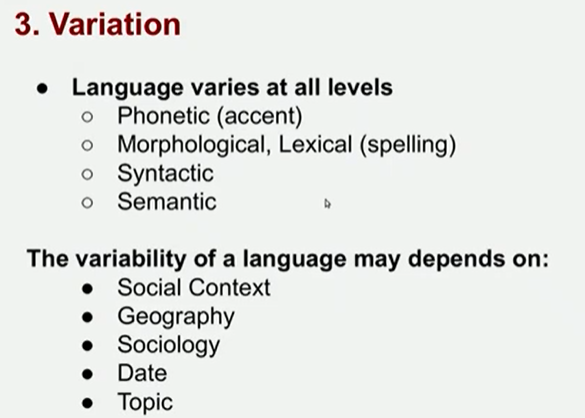 3. Variation
● Language varies at all levels
○ Phonetic (accent)
○ Morphological, Lexical (spelling)
○ Syntactic
○ Semantic
The variability of a language may depends on:
● Social Context
● Geography
● Sociology
● Date
● Topic